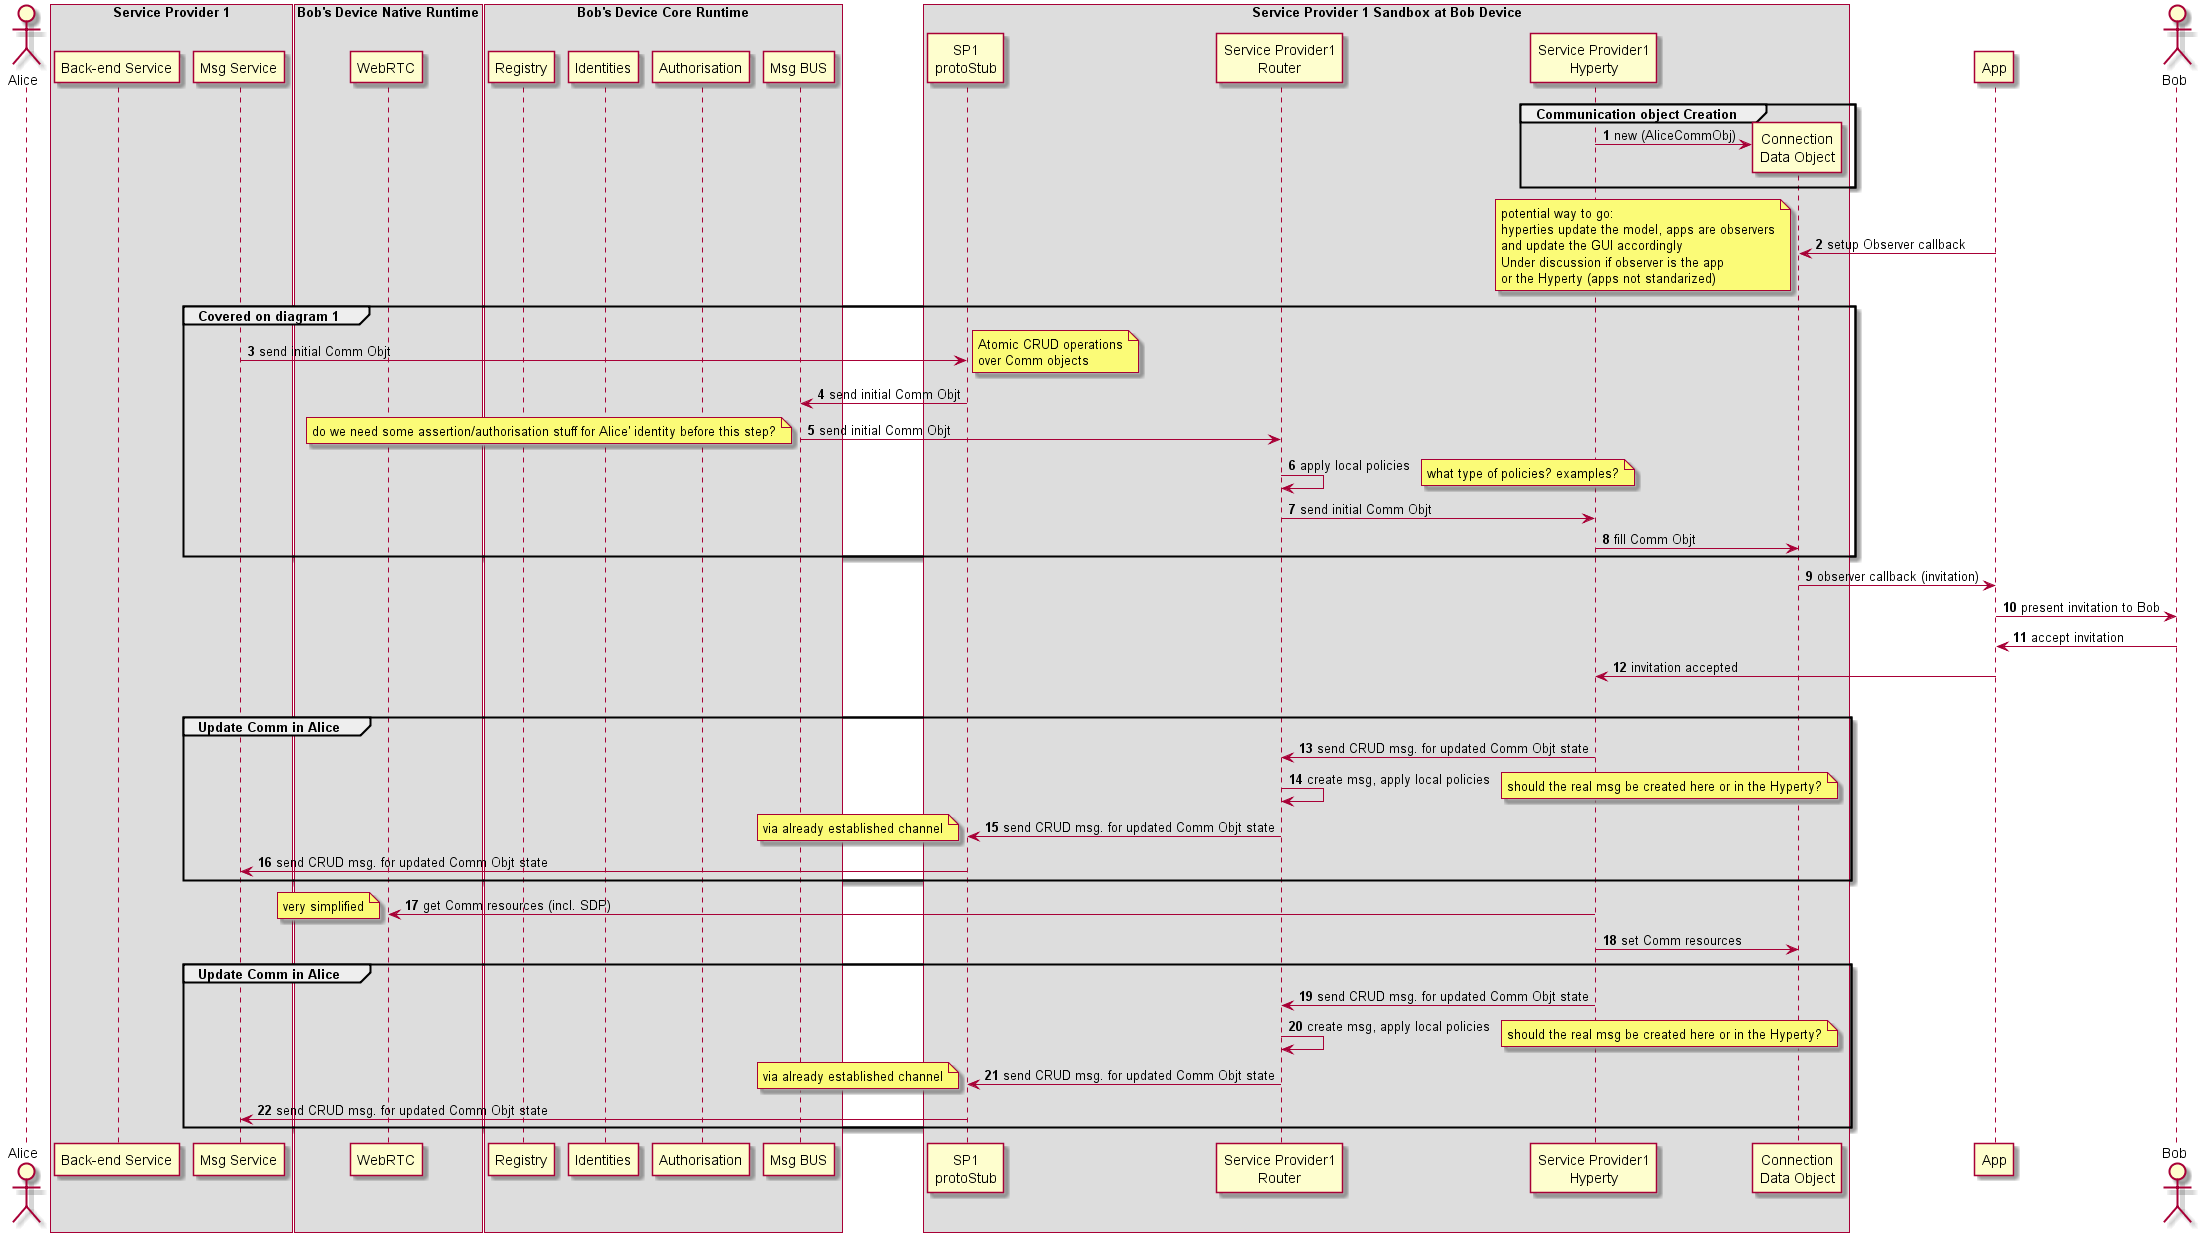 Service Provider 1
Bob's Device Native Runtime
Bob's Device Core Runtime
Service Provider 1 Sandbox at Bob Device
Alice
Back-end Service
Msg Service
WebRTC
Registry
Identities
Authorisation
Msg BUS
SP1
protoStub
Service Provider1
Router
Service Provider1
Hyperty
App
Bob
Communication object Creation
1 new (AliceCommObj)
Connection
Data Object
potential way to go:
hyperties update the model, apps are observers
and update the GUI accordingly
Under discussion if observer is the app
or the Hyperty (apps not standarized)
2 setup Observer callback
Covered on diagram 1
3 send initial Comm Objt
Atomic CRUD operations
over Comm objects
4 send initial Comm Objt
do we need some assertion/authorisation stuff for Alice' identity before this step?
5 send initial Comm Objt
6 apply local policies
what type of policies? examples?
7 send initial Comm Objt
8 fill Comm Objt
9 observer callback (invitation)
10 present invitation to Bob
11 accept invitation
12 invitation accepted
Update Comm in Alice
13 send CRUD msg. for updated Comm Objt state
14 create msg, apply local policies
should the real msg be created here or in the Hyperty?
via already established channel
15 send CRUD msg. for updated Comm Objt state
16 send CRUD msg. for updated Comm Objt state
very simplified
17 get Comm resources (incl. SDP)
18 set Comm resources
Update Comm in Alice
19 send CRUD msg. for updated Comm Objt state
20 create msg, apply local policies
should the real msg be created here or in the Hyperty?
via already established channel
21 send CRUD msg. for updated Comm Objt state
22 send CRUD msg. for updated Comm Objt state
Alice
Back-end Service
Msg Service
WebRTC
Registry
Identities
Authorisation
Msg BUS
SP1
protoStub
Service Provider1
Router
Service Provider1
Hyperty
Connection
Data Object
App
Bob